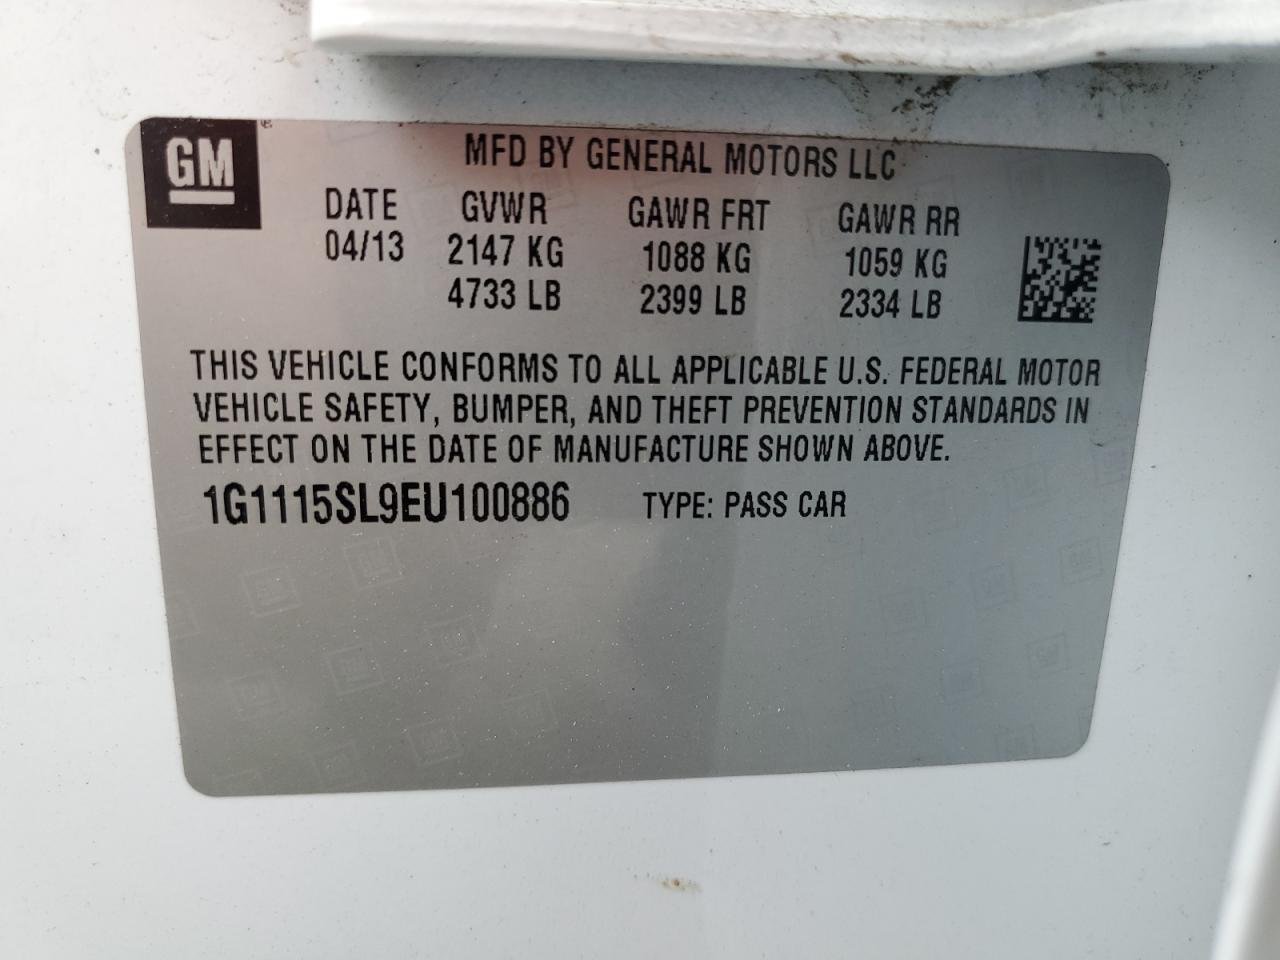 GM
MFD BY GENERAL MOTORS LLC
DATE GVWR GAWR FRT GAWR RR
04/13 2147 KG 1088 KG 1059 KG
4733 LB 2399 LB 2334 LB
THIS VEHICLE CONFORMS TO ALL APPLICABLE U.S. FEDERAL MOTOR
VEHICLE SAFETY, BUMPER, AND THEFT PREVENTION STANDARDS IN
EFFECT ON THE DATE OF MANUFACTURE SHOWN ABOVE.
1G1115SL9EU100886 TYPE: PASS CAR